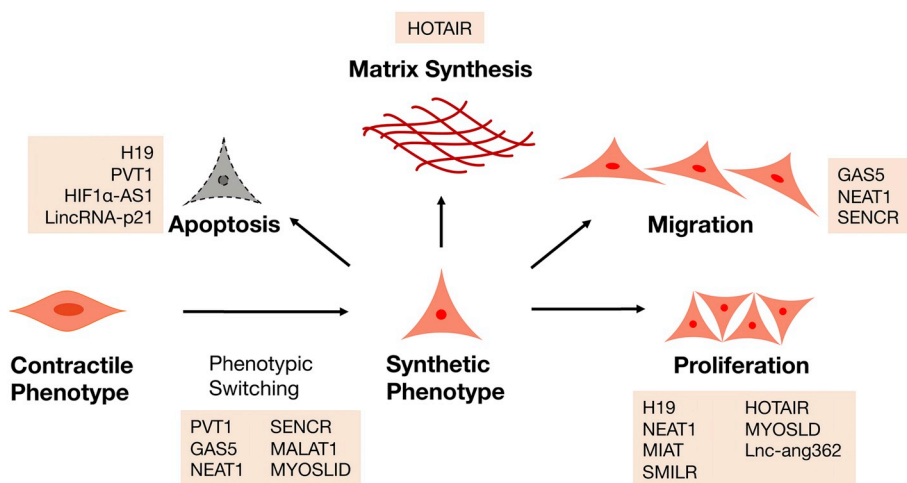 HOTAIR
Matrix Synthesis
H19
PVT1
HIF1α-AS1
LincRNA-p21
Apoptosis
GAS5
NEAT1
SENCR
Migration
Contractile
Phenotype
Phenotypic
Switching
PVT1 SENCR
GAS5 MALAT1
NEAT1 MYOSLID
Synthetic
Phenotype
Proliferation
H19 HOTAIR
NEAT1 MYOSLD
MIAT Lnc-ang362
SMILR